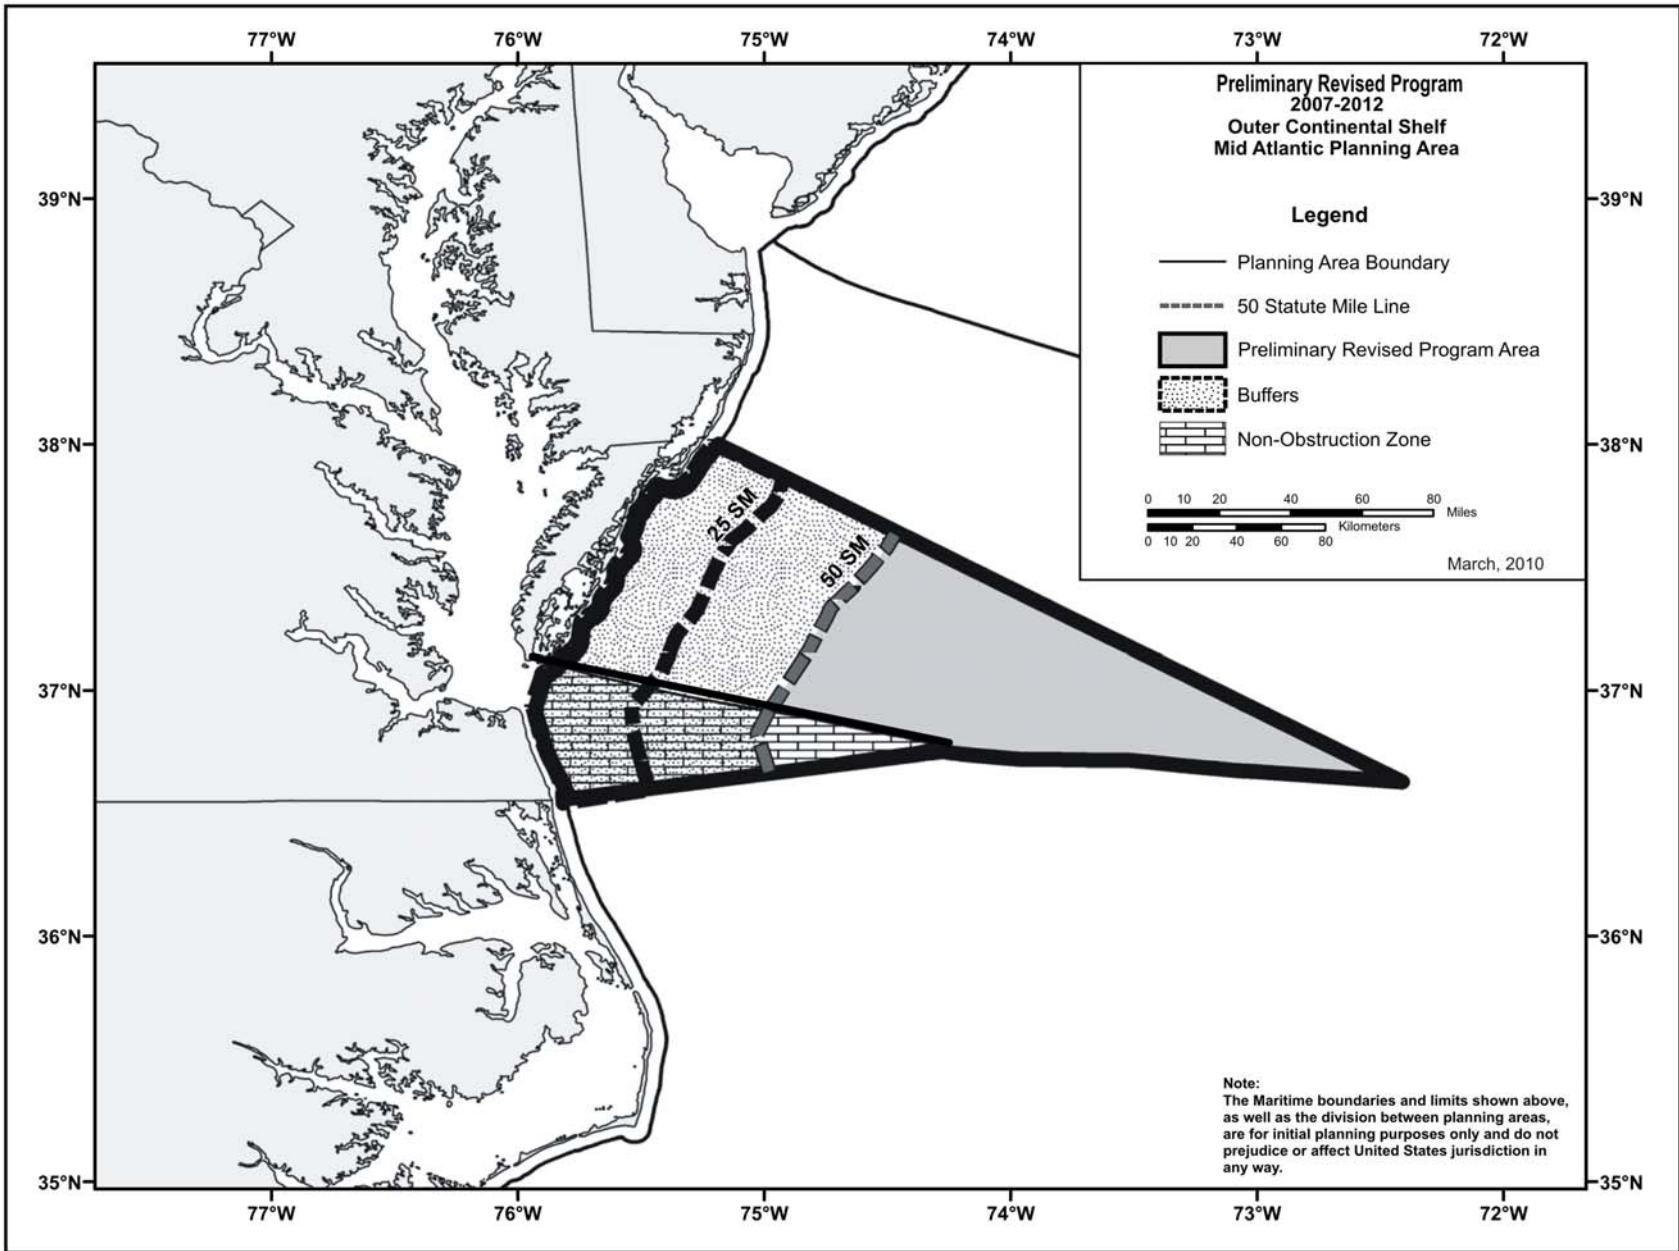 77°W 76°W 75°W 74°W 73°W 72°W
Preliminary Revised Program
2007-2012
Outer Continental Shelf
Mid Atlantic Planning Area
Legend
Planning Area Boundary
50 Statute Mile Line
Preliminary Revised Program Area
Buffers
Non-Obstruction Zone
0 10 20 40 60 80 Miles
Kilometers
0 10 20 40 60 80
March, 2010
39°N 39°N
38°N 38°N
25 SM
50 SM
37°N 37°N
36°N 36°N
Note:
The Maritime boundaries and limits shown above,
as well as the division between planning areas,
are for initial planning purposes only and do not
prejudice or affect United States jurisdiction in
any way.
35°N 35°N
77°W 76°W 75°W 74°W 73°W 72°W